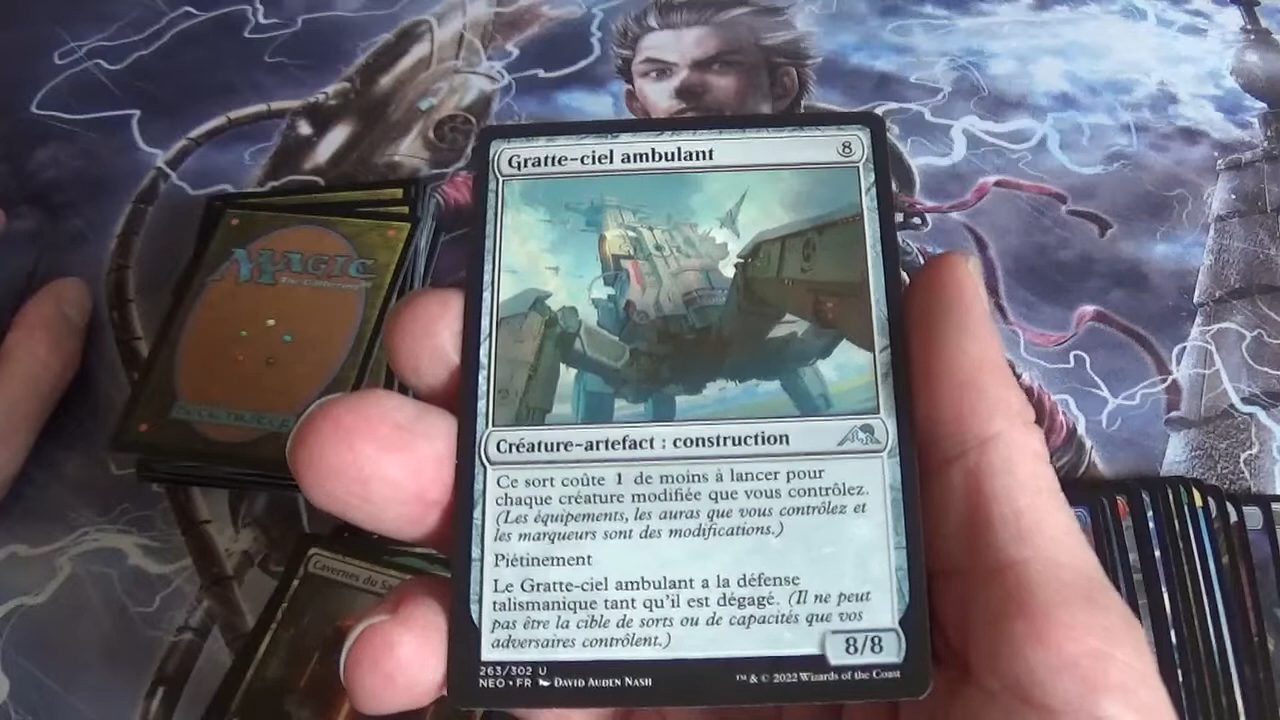 Gratte-ciel ambulant 8
Créature-artefact : construction
Ce sort coûte 1 de moins à lancer pour
chaque créature modifiée que vous contrôlez.
(Les équipements, les auras que vous contrôlez et
les marqueurs sont des modifications.)
Piétinement
Le Gratte-ciel ambulant a la défense
talismanique tant qu'il est dégagé. (Il ne peut
pas être la cible de sorts ou de capacités que vos
adversaires contrôlent.)
8/8
263/302 U
NEO • FR David Auden Nash
™ & © 2022 Wizards of the Coast
Magic
The Gathering
Cavernes du